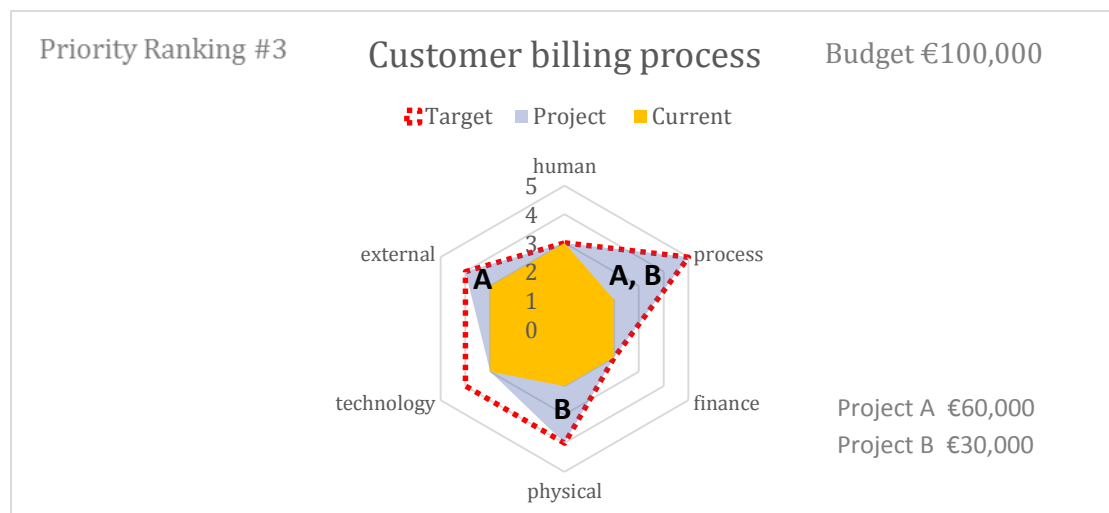 Priority Ranking #3
Customer billing process
Budget €100,000
Target Project Current
human
5
4
3
2
1
0
external
process
A
A, B
B
technology
finance
physical
Project A €60,000
Project B €30,000